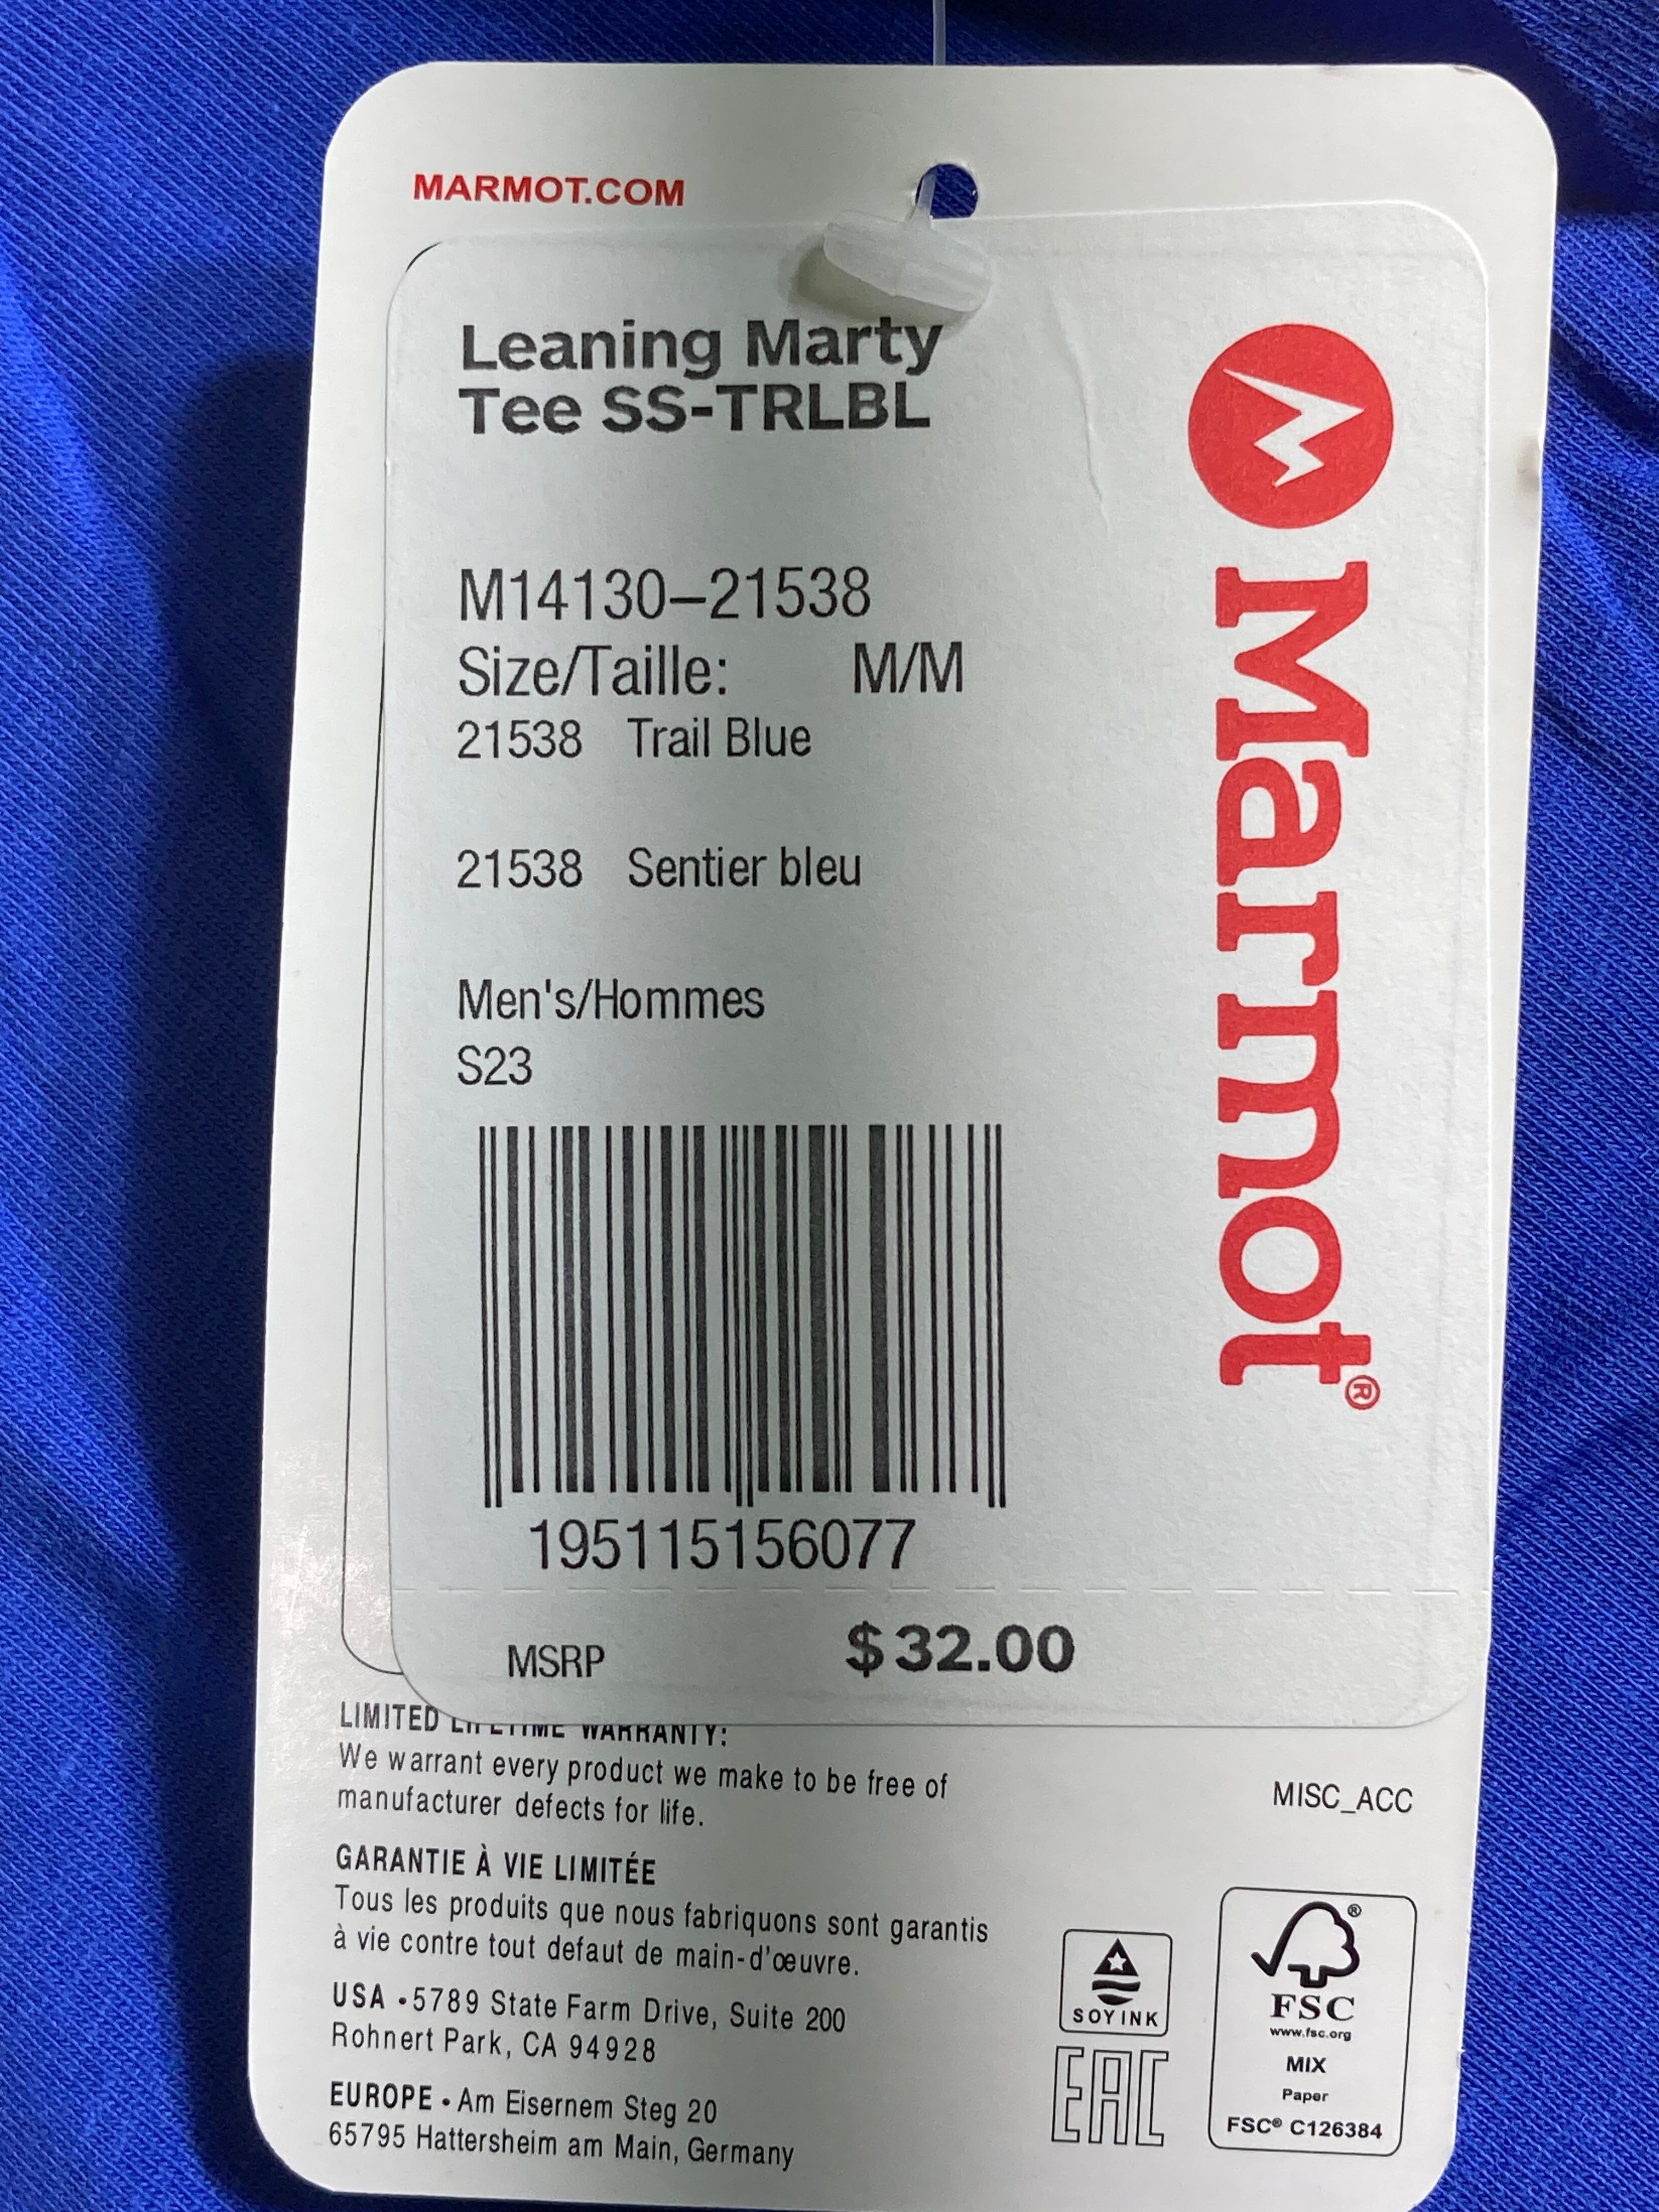 MARMOT.COM
Leaning Marty
Tee SS-TRLBL
M14130–21538
Size/Taille: M/M
21538 Trail Blue
21538 Sentier bleu
Men's/Hommes
S23
195115156077
MSRP $32.00
Marmot®
LIMITED LIFETIME WARRANTY:
We warrant every product we make to be free of
manufacturer defects for life.
MISC_ACC
GARANTIE À VIE LIMITÉE
Tous les produits que nous fabriquons sont garantis
à vie contre tout defaut de main-d'œuvre.
USA •5789 State Farm Drive, Suite 200
Rohnert Park, CA 94928
EUROPE • Am Eisernem Steg 20
65795 Hattersheim am Main, Germany
SOY INK
EAC
®
FSC
www.fsc.org
MIX
Paper
FSC® C126384